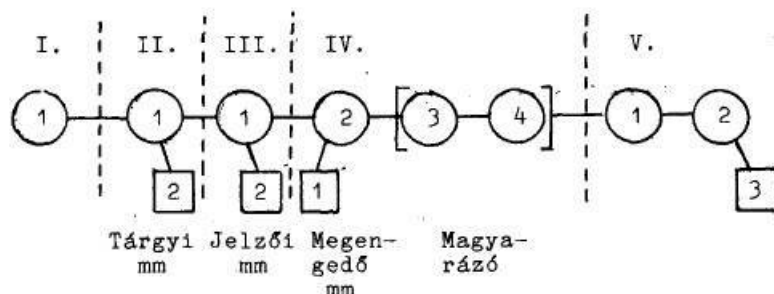 I. II. III. IV. V.
1 1 1 2 [3 4] 1 2
2 2 1 3
Tárgyi Jelzői Megen- Magya-
mm mm gedő rázó
mm